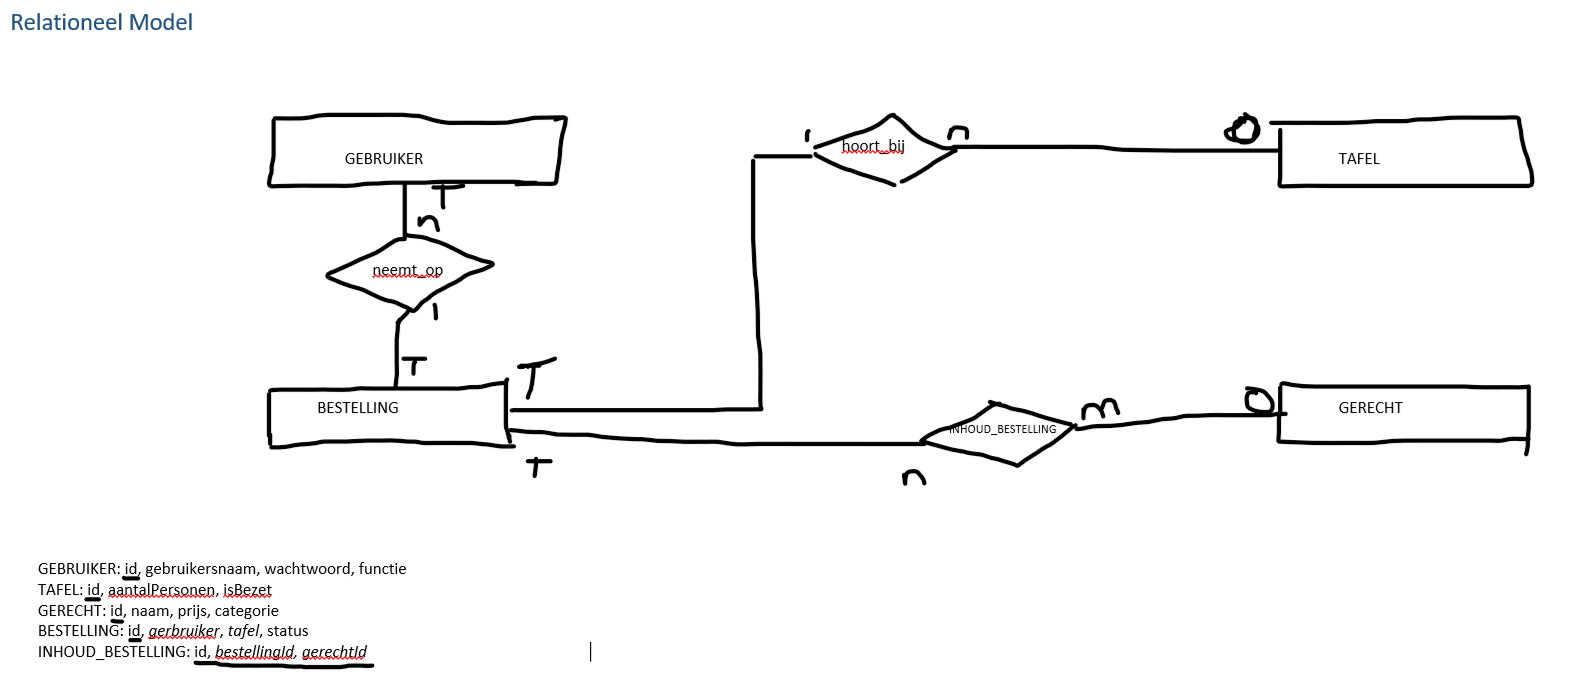 Relationeel Model
GEBRUIKER
T
n
neemt_op
1
T
BESTELLING
T
T
1
hoort_bij
n
O
TAFEL
n
INHOUD_BESTELLING
m
O
GERECHT
GEBRUIKER: id, gebruikersnaam, wachtwoord, functie
TAFEL: id, aantalPersonen, isBezet
GERECHT: id, naam, prijs, categorie
BESTELLING: id, gerbruiker, tafel, status
INHOUD_BESTELLING: id, bestellingId, gerechtId